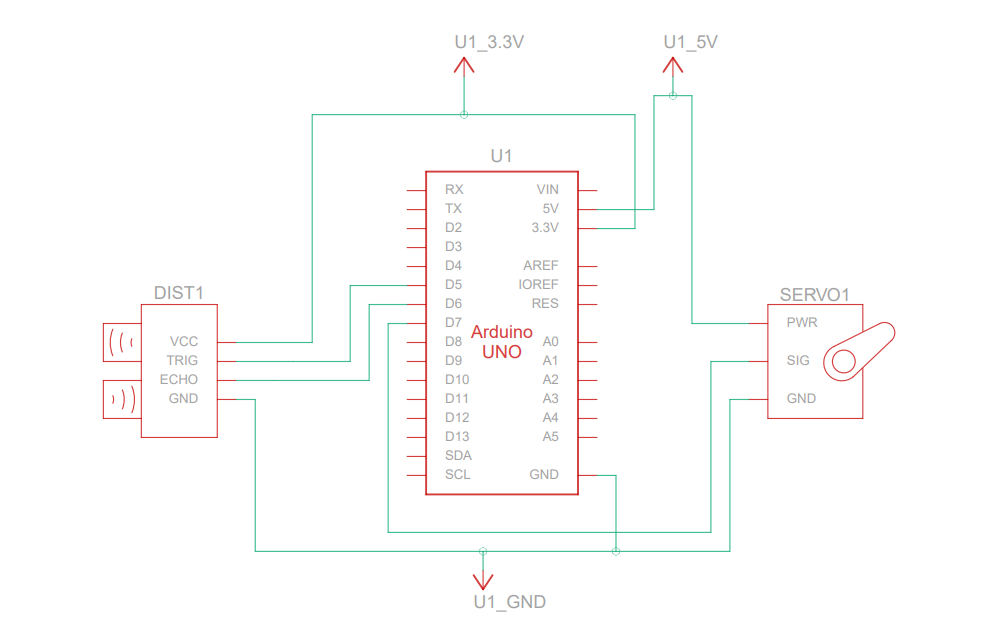 U1_3.3V
U1_5V
U1
RX
TX
D2
D3
D4
D5
D6
D7
D8
D9
D10
D11
D12
D13
SDA
SCL
Arduino
UNO
VIN
5V
3.3V
AREF
IOREF
RES
A0
A1
A2
A3
A4
A5
GND
DIST1
VCC
TRIG
ECHO
GND
SERVO1
PWR
SIG
GND
U1_GND